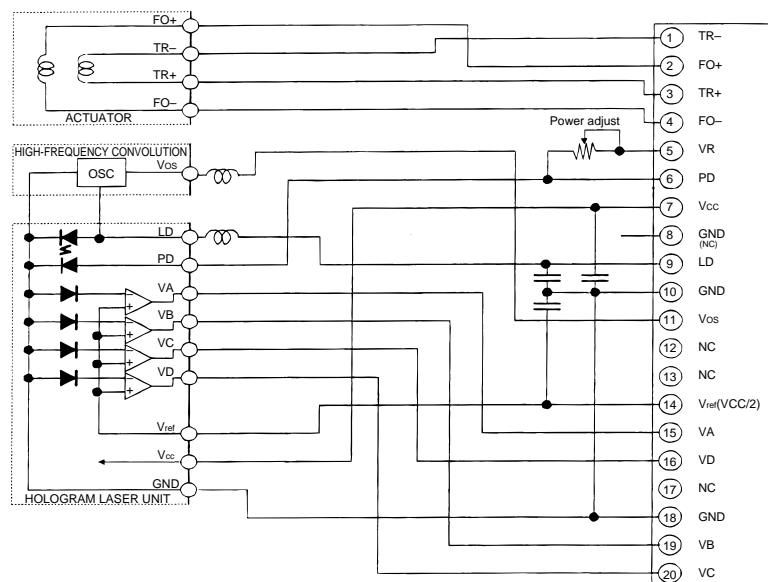 FO+
TR–
TR+
FO–
ACTUATOR
HIGH-FREQUENCY CONVOLUTION
OSC
VOS
LD
PD
VA
VB
VC
VD
Vref
Vcc
GND
HOLOGRAM LASER UNIT
Power adjust
1 TR–
2 FO+
3 TR+
4 FO–
5 VR
6 PD
7 Vcc
8 GND
(NC)
9 LD
10 GND
11 VOS
12 NC
13 NC
14 Vref(VCC/2)
15 VA
16 VD
17 NC
18 GND
19 VB
20 VC